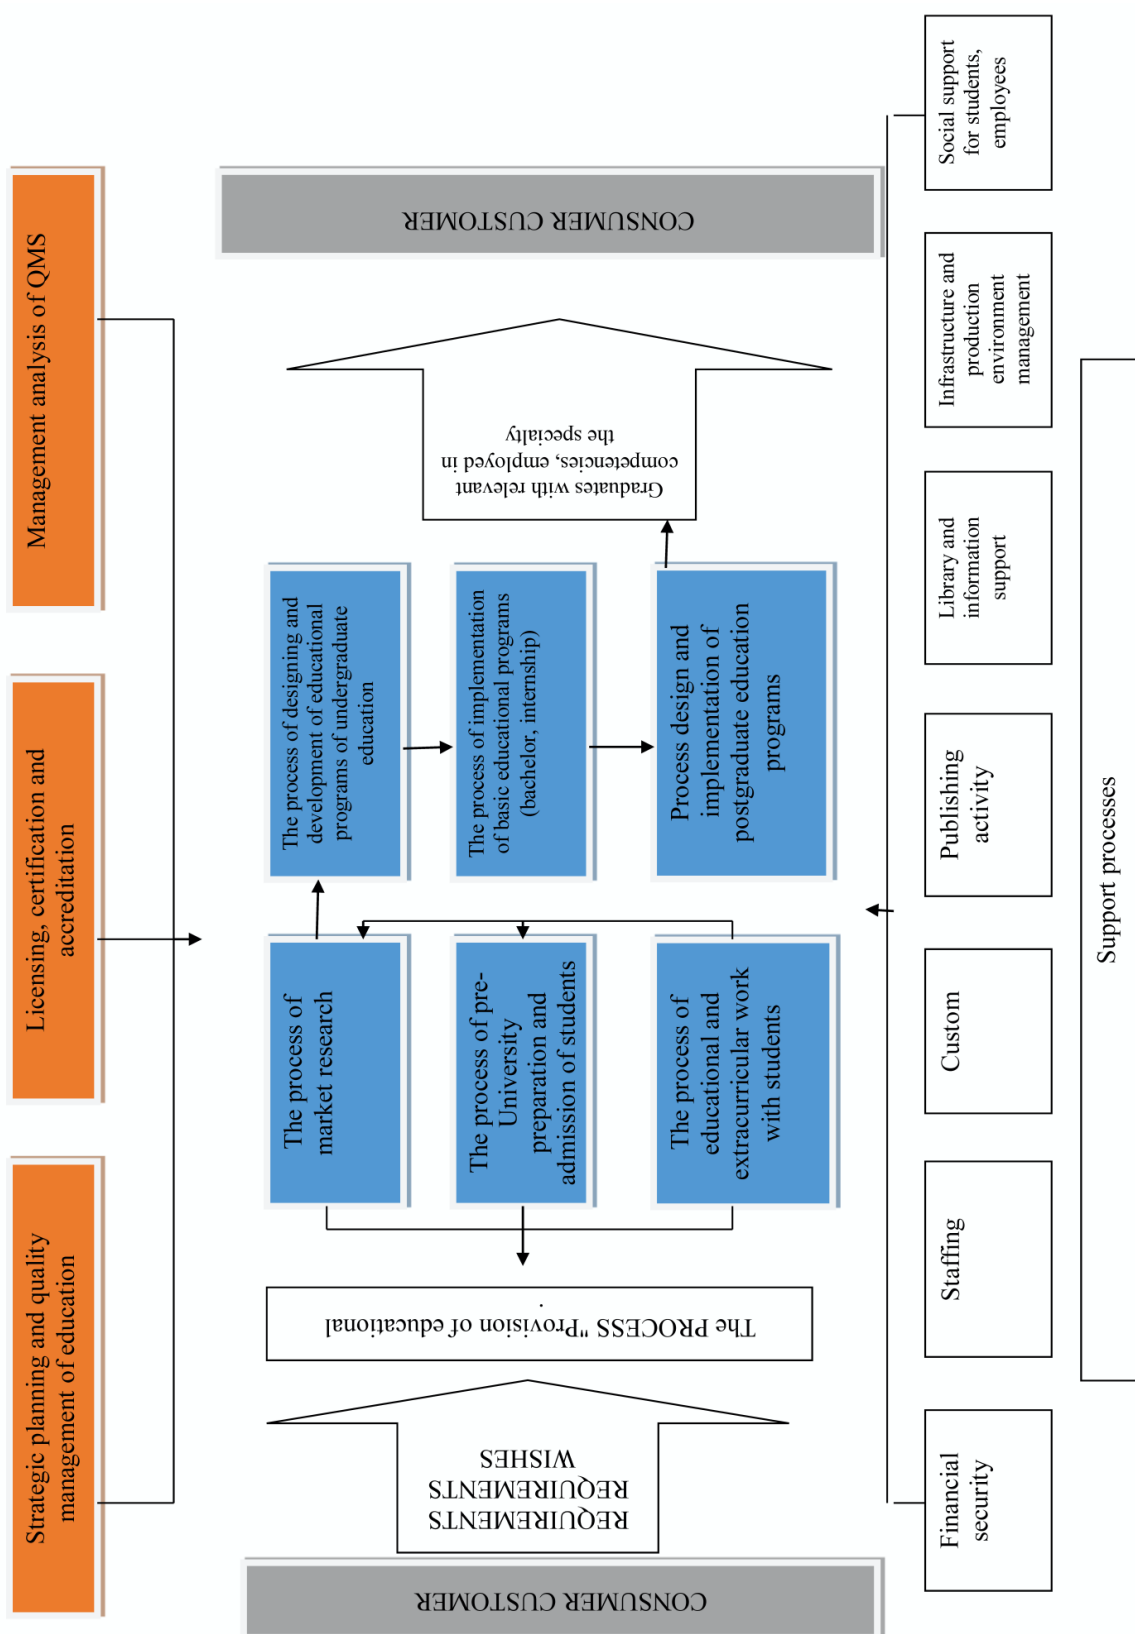 Strategic planning and quality
management of education
Licensing, certification and
accreditation
Management analysis of QMS
CONSUMER CUSTOMER
REQUIREMENTS
REQUIREMENTS
WISHES
The PROCESS "Provision of educational
.
The process of
market research
The process of pre-
University
preparation and
admission of students
The process of
educational and
extracurricular work
with students
The process of designing and
development of educational
programs of undergraduate
education
The process of implementation
of basic educational programs
(bachelor, internship)
Process design and
implementation of
postgraduate education
programs
Graduates with relevant
competencies, employed in
the specialty
CONSUMER CUSTOMER
Financial
security
Staffing
Custom
Publishing
activity
Library and
information
support
Infrastructure and
production
environment
management
Social support
for students,
employees
Support processes